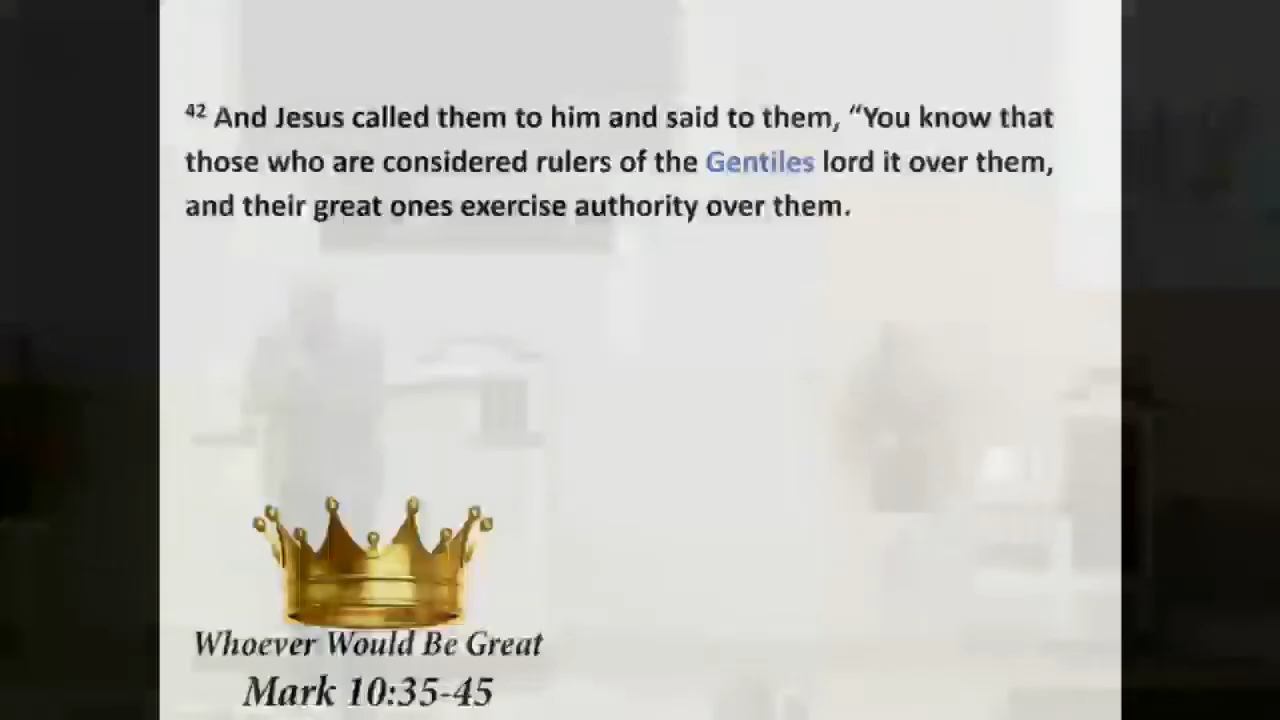 42 And Jesus called them to him and said to them, “You know that
those who are considered rulers of the Gentiles lord it over them,
and their great ones exercise authority over them.
Whoever Would Be Great
Mark 10:35-45